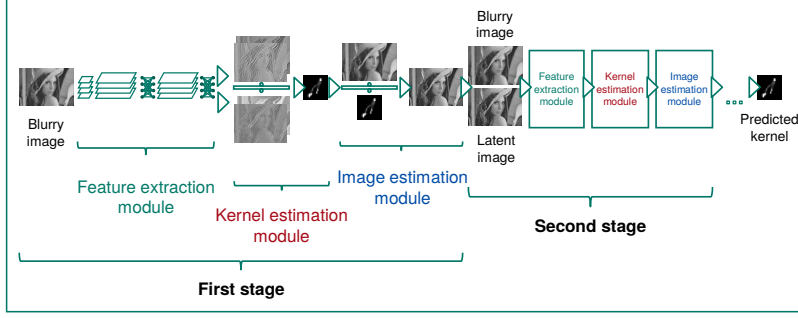 Blurry
image
Feature extraction
module
Kernel estimation
module
Image estimation
module
First stage
Blurry
image
Latent
image
Feature
extraction
module
Kernel
estimation
module
Image
estimation
module
Second stage
...
Predicted
kernel